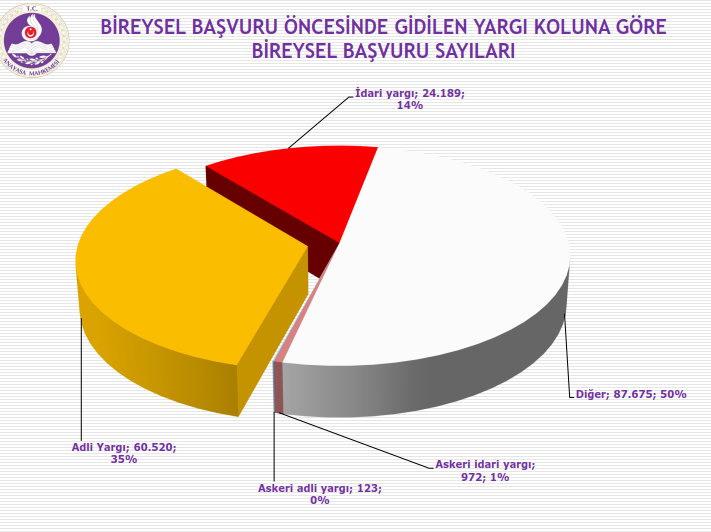 T.C.
ANAYASA MAHKEMESİ
BİREYSEL BAŞVURU ÖNCESİNDE GİDİLEN YARGI KOLUNA GÖRE
BİREYSEL BAŞVURU SAYILARI
İdari yargı; 24.189;
14%
Diğer; 87.675; 50%
Adli Yargı; 60.520;
35%
Askeri idari yargı;
972; 1%
Askeri adli yargı; 123;
0%